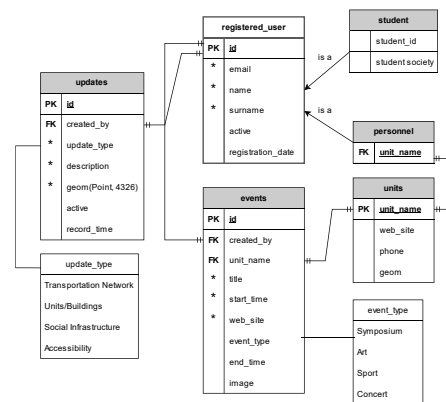 registered_user
PK id
* email
* name
* surname
active
registration_date
student
student_id
student society
is a
is a
personnel
FK unit_name
updates
PK id
FK created_by
* update_type
* description
* geom(Point, 4326)
active
record_time
update_type
Transportation Network
Units/Buildings
Social Infrastructure
Accessibility
events
PK id
FK created_by
FK unit_name
* title
* start_time
* web_site
event_type
end_time
image
units
PK unit_name
web_site
phone
geom
event_type
Symposium
Art
Sport
Concert